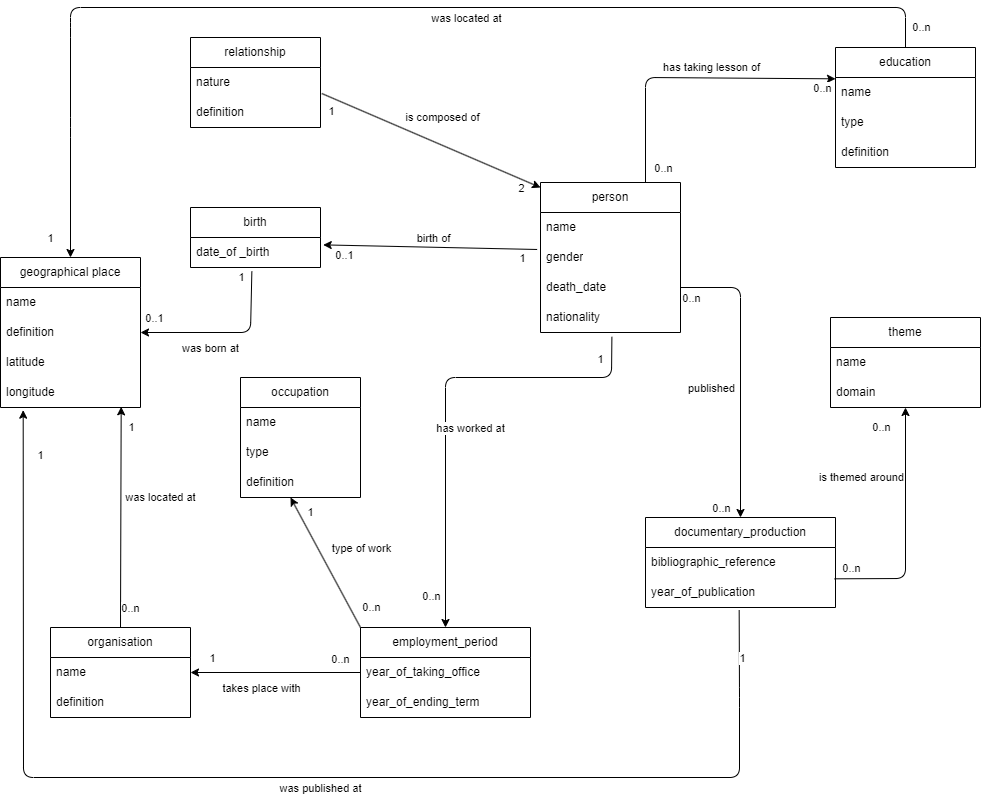 was located at
0..n
relationship
nature
definition
1
is composed of
2
has taking lesson of
0..n
0..n
education
name
type
definition
person
name
gender
death_date
nationality
birth
date_of _birth
birth of
0..1
1
1
1
geographical place
name
definition
latitude
longitude
0..1
was born at
0..n
published
0..n
theme
name
domain
0..n
is themed around
0..n
1
has worked at
0..n
occupation
name
type
definition
1
type of work
0..n
1
1
was located at
0..n
documentary_production
bibliographic_reference
year_of_publication
organisation
name
definition
1
0..n
takes place with
employment_period
year_of_taking_office
year_of_ending_term
1
was published at